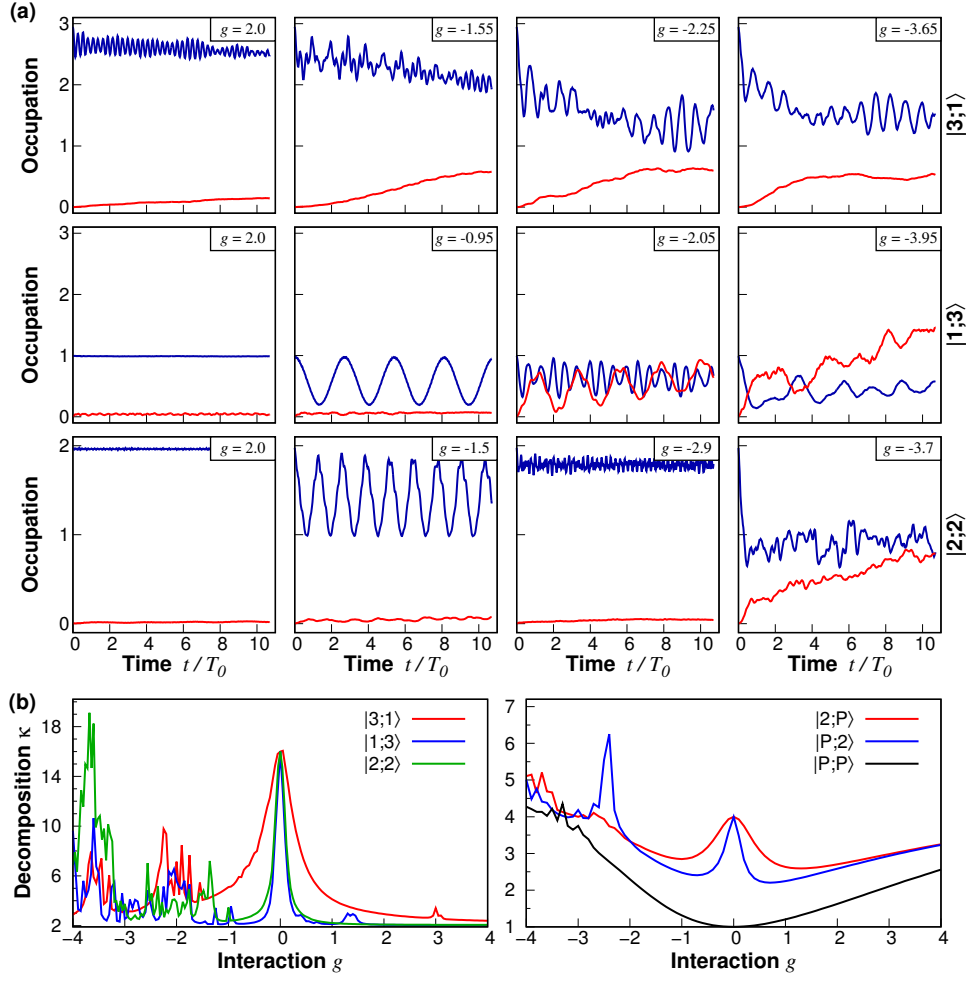 (a)
Occupation
3
2
1
0
g = 2.0
g = -1.55
g = -2.25
g = -3.65
|3;1⟩
Occupation
3
2
1
0
g = 2.0
g = -0.95
g = -2.05
g = -3.95
|1;3⟩
Occupation
2
1
0
g = 2.0
g = -1.5
g = -2.9
g = -3.7
|2;2⟩
0 2 4 6 8 10
0 2 4 6 8 10
0 2 4 6 8 10
0 2 4 6 8 10
Time t / T0
Time t / T0
Time t / T0
Time t / T0
(b)
Decomposition κ
18
14
10
6
2
|3;1⟩
|1;3⟩
|2;2⟩
−4 −3 −2 −1 0 1 2 3 4
Interaction g
7
6
5
4
3
2
1
|2;P⟩
|P;2⟩
|P;P⟩
−4 −3 −2 −1 0 1 2 3 4
Interaction g